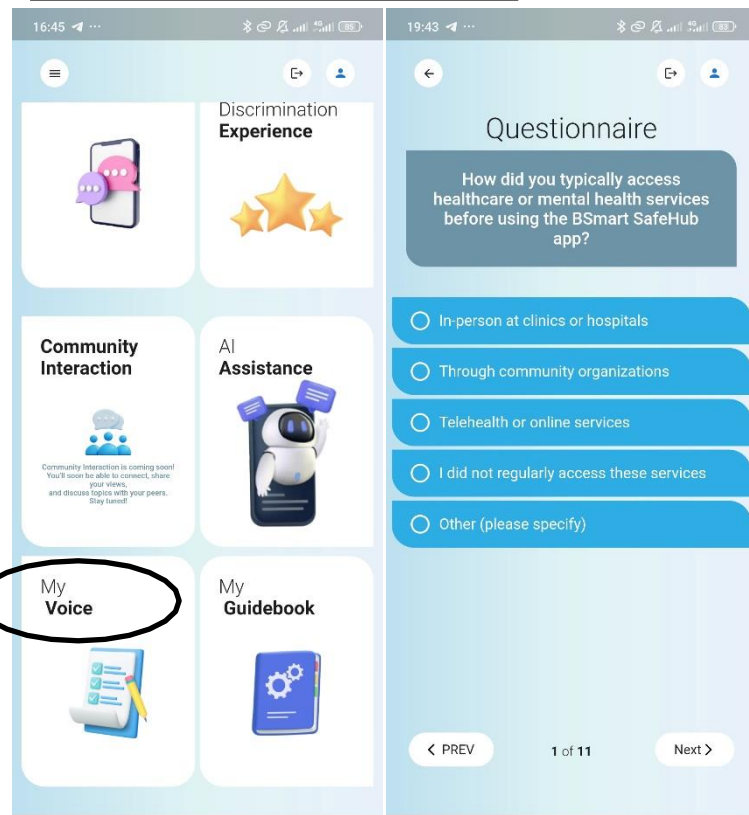 16:45
85
Discrimination
Experience
Community
Interaction
Community Interaction is coming soon!
You'll soon be able to connect, share
your views,
and discuss topics with your peers.
Stay tuned!
AI
Assistance
My
Voice
My
Guidebook
19:43
4G
83
Questionnaire
How did you typically access
healthcare or mental health services
before using the BSmart SafeHub
app?
In-person at clinics or hospitals
Through community organizations
Telehealth or online services
I did not regularly access these services
Other (please specify)
PREV
1 of 11
Next